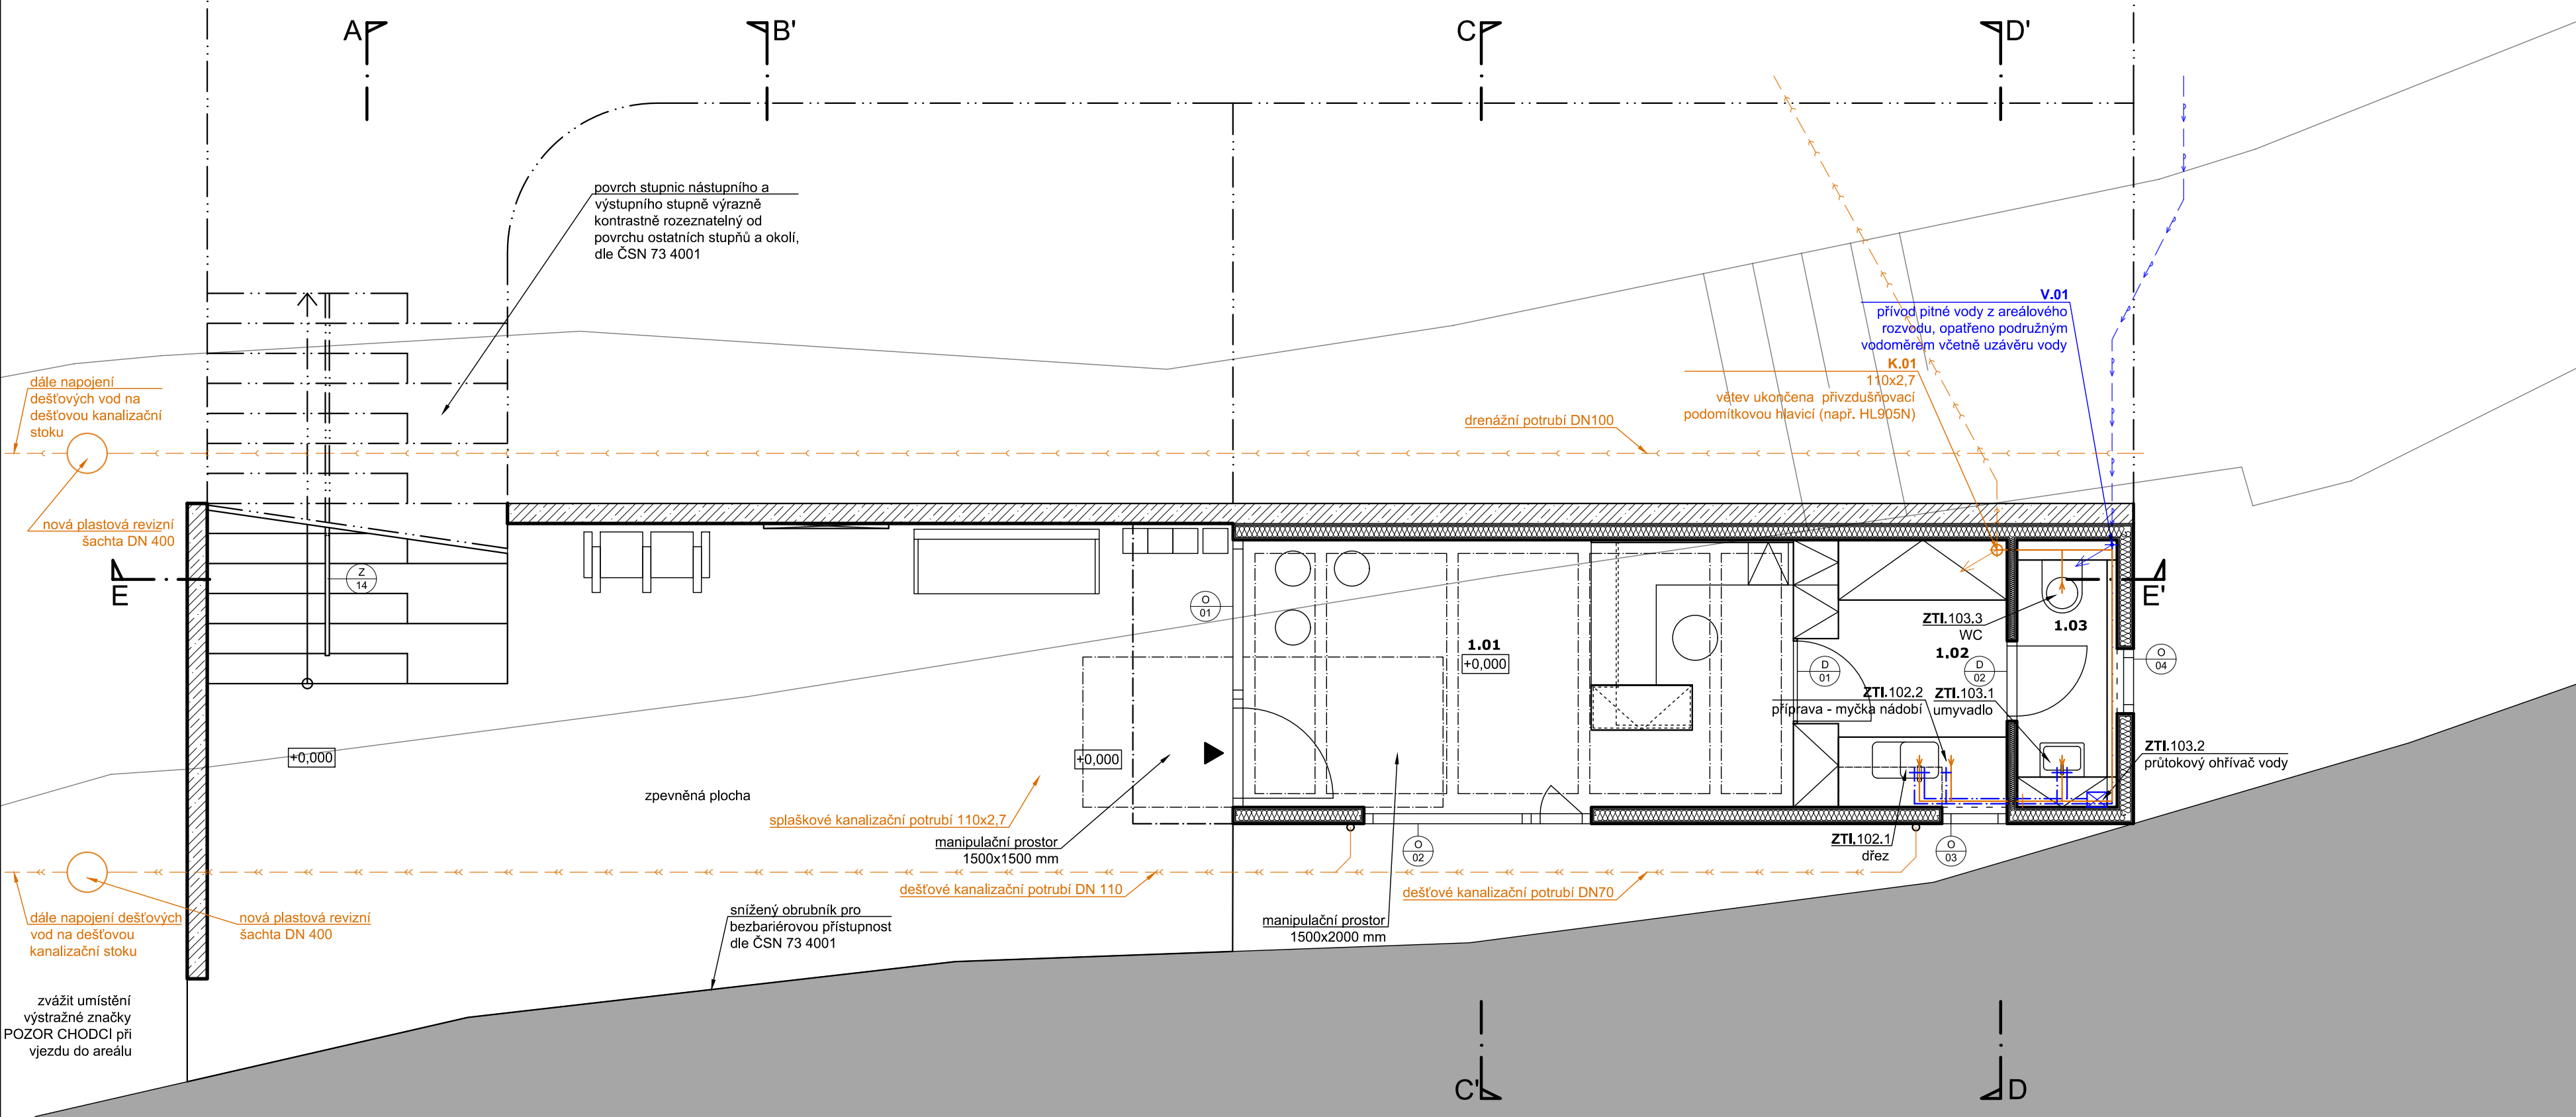 A
B'
C
D'
povrch stupnic nástupního a
výstupního stupně výrazně
kontrastně rozeznatelný od
povrchu ostatních stupňů a okolí,
dle ČSN 73 4001
V.01
přívod pitné vody z areálového
rozvodu, opatřeno podružným
vodoměrem včetně uzávěru vody
K.01
110x2,7
větev ukončena přivzdušňovací
podomítkovou hlavicí (např. HL905N)
dále napojení
dešťových vod na
dešťovou kanalizační
stoku
drenážní potrubí DN100
nová plastová revizní
šachta DN 400
E
Z
14
O
01
E'
ZTI.103.3
WC
1.03
1.01
+0,000
1.02
D
01
D
02
O
04
ZTI.102.2
příprava - myčka nádobí
ZTI.103.1
umyvadlo
+0,000
+0,000
ZTI.103.2
průtokový ohřívač vody
zpevněná plocha
splaškové kanalizační potrubí 110x2,7
manipulační prostor
1500x1500 mm
O
02
ZTI.102.1
dřez
O
03
dešťové kanalizační potrubí DN 110
dešťové kanalizační potrubí DN70
dále napojení dešťových
vod na dešťovou
kanalizační stoku
nová plastová revizní
šachta DN 400
snížený obrubník pro
bezbariérovou přístupnost
dle ČSN 73 4001
manipulační prostor
1500x2000 mm
zvážit umístění
výstražné značky
POZOR CHODCI při
vjezdu do areálu
C'
D